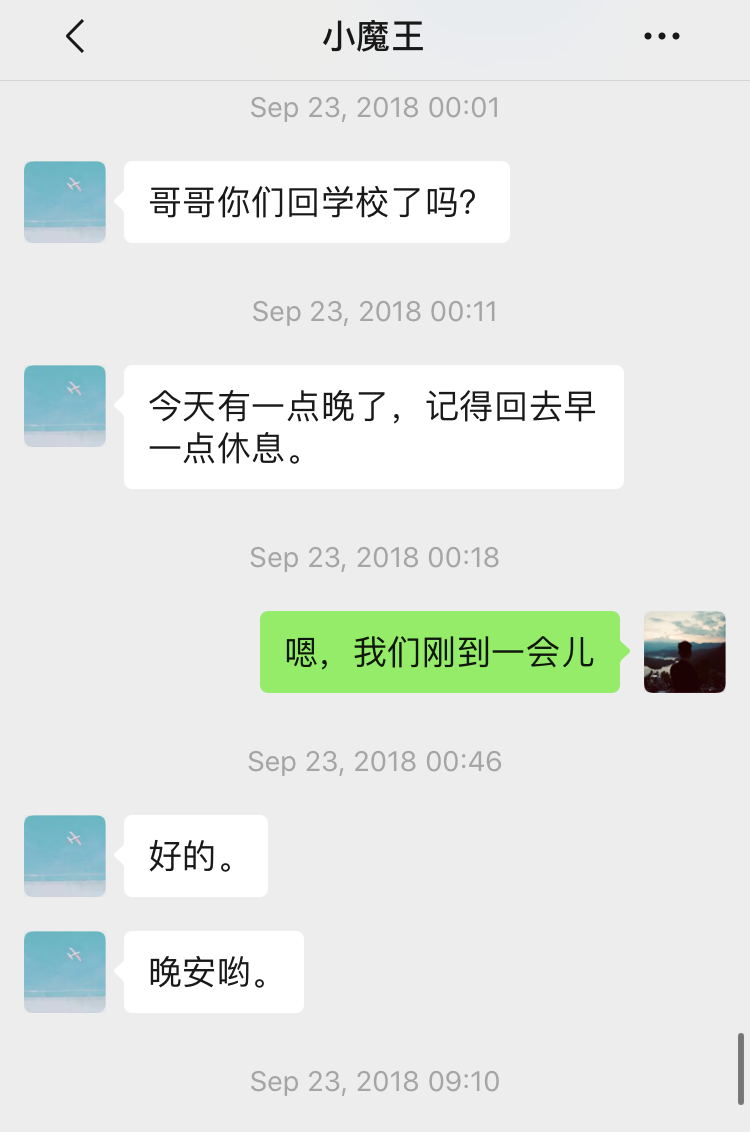 小魔王
Sep 23, 2018 00:01
哥哥你们回学校了吗?
Sep 23, 2018 00:11
今天有一点晚了，记得回去早
一点休息。
Sep 23, 2018 00:18
嗯，我们刚到一会儿
Sep 23, 2018 00:46
好的。
晚安哟。
Sep 23, 2018 09:10